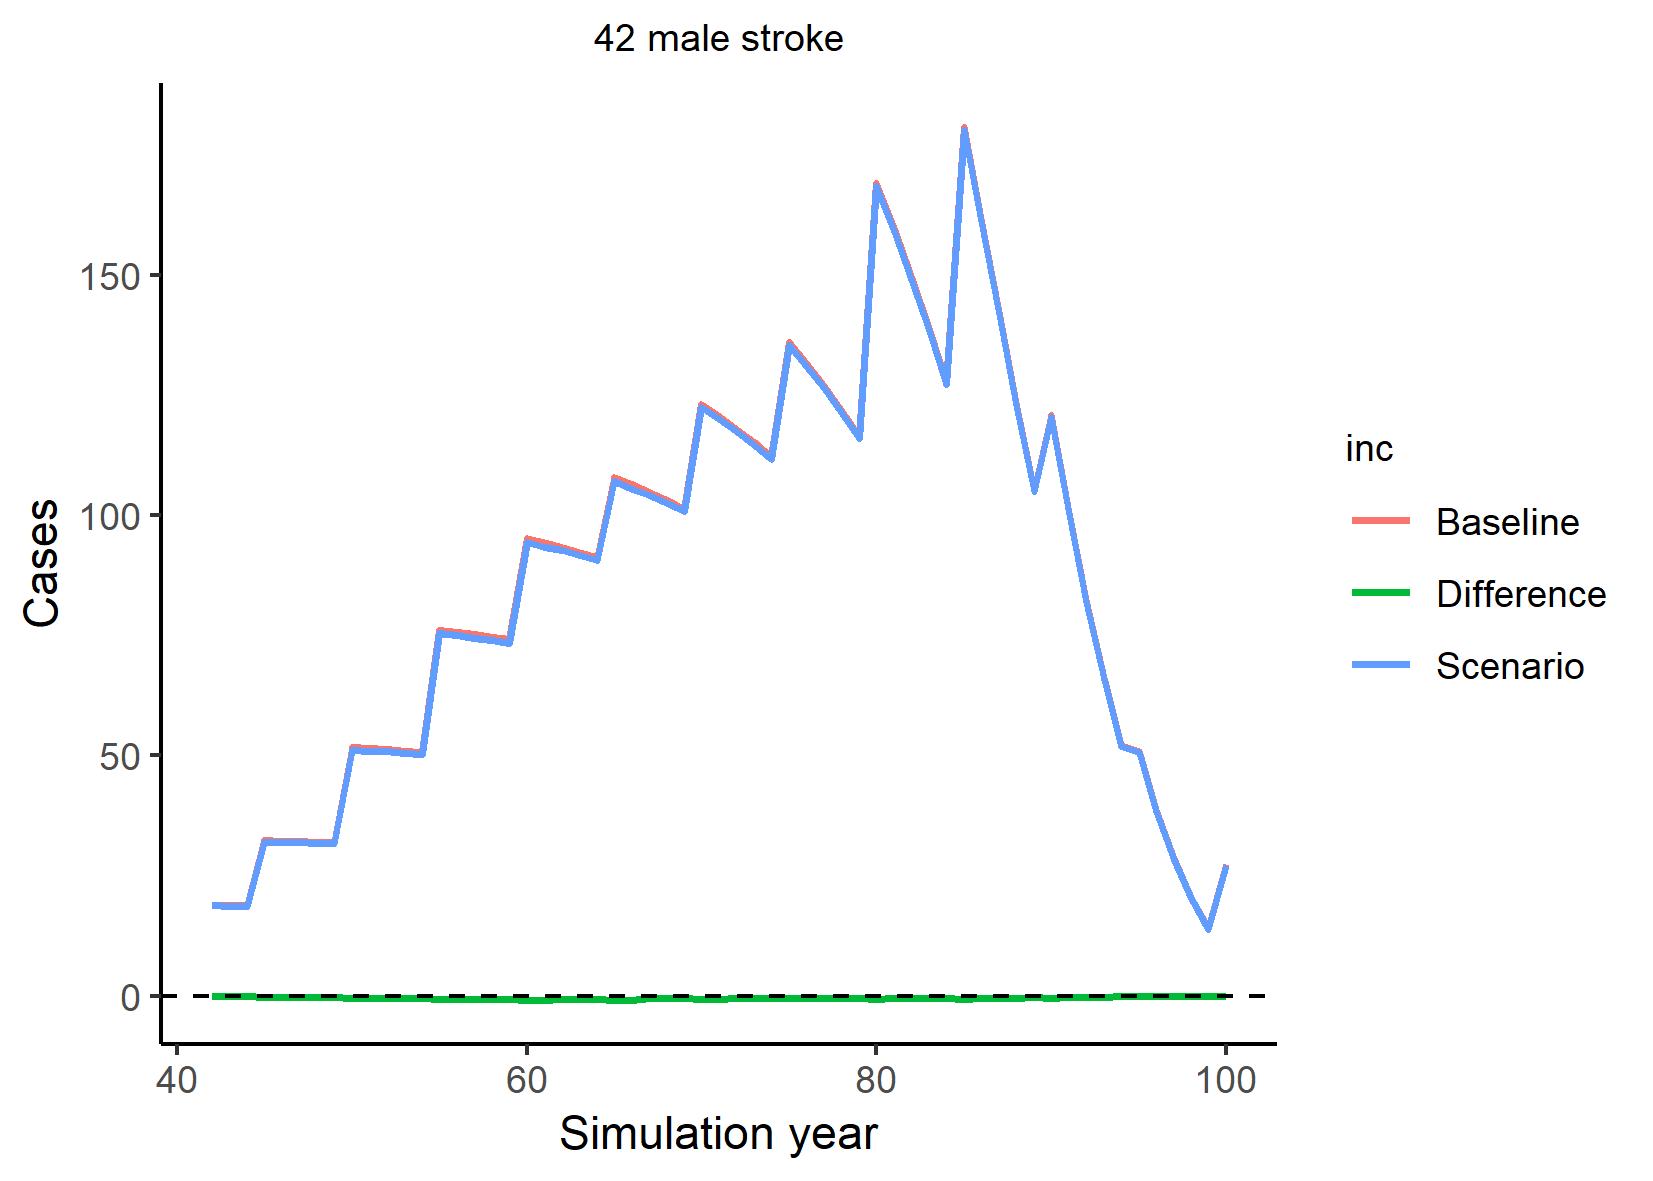 42 male stroke
150
100
50
0
Cases
40 60 80 100
Simulation year
inc
Baseline
Difference
Scenario